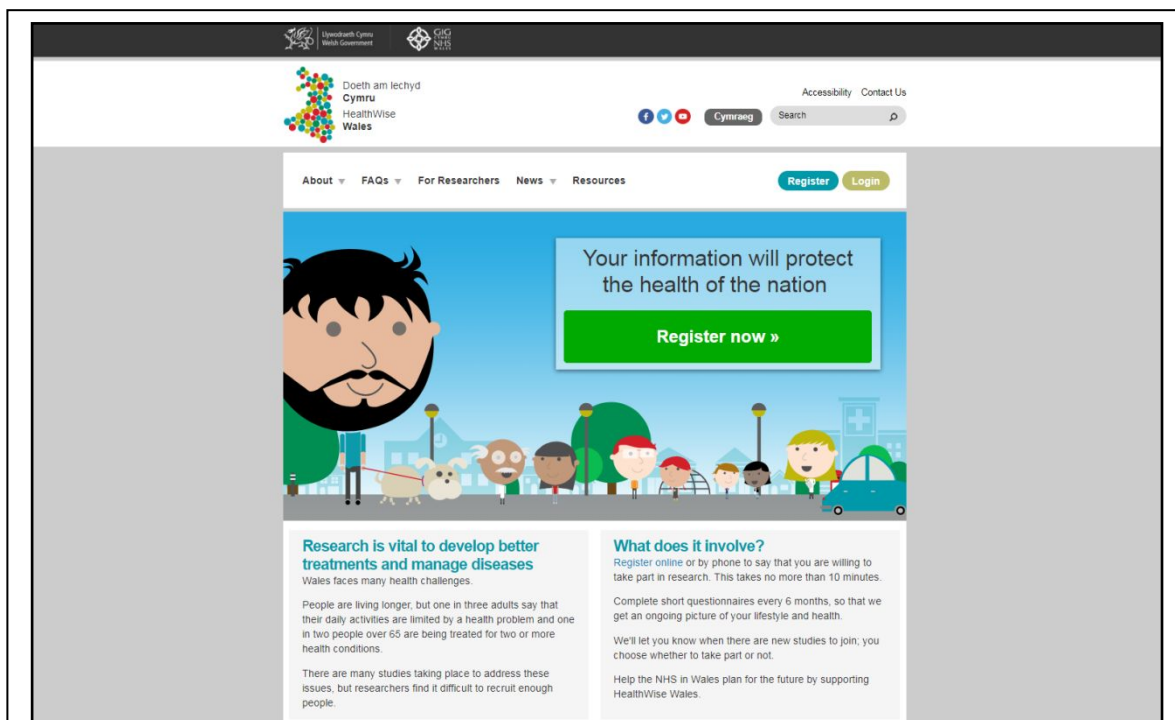 Llywodraeth Cymru
Welsh Government
GIG
CYMRU
NHS
WALES
Doeth am Iechyd
Cymru
HealthWise
Wales
Accessibility Contact Us
Cymraeg Search
About FAQs For Researchers News Resources Register Login
Your information will protect
the health of the nation
Register now »
Research is vital to develop better
treatments and manage diseases
Wales faces many health challenges.
People are living longer, but one in three adults say that
their daily activities are limited by a health problem and one
in two people over 65 are being treated for two or more
health conditions.
There are many studies taking place to address these
issues, but researchers find it difficult to recruit enough
people.
What does it involve?
Register online or by phone to say that you are willing to
take part in research. This takes no more than 10 minutes.
Complete short questionnaires every 6 months, so that we
get an ongoing picture of your lifestyle and health.
We'll let you know when there are new studies to join; you
choose whether to take part or not.
Help the NHS in Wales plan for the future by supporting
HealthWise Wales.